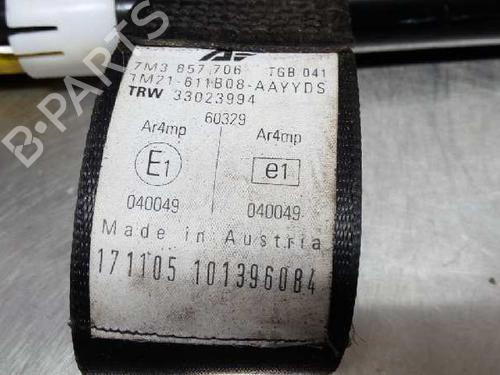 7M3 857 706 TGB 041
1M21-611B08-AAYYDS
TRW 33023994
60329
Ar4mp Ar4mp
E1 e1
040049 040049
Made in Austria
171105 101396084